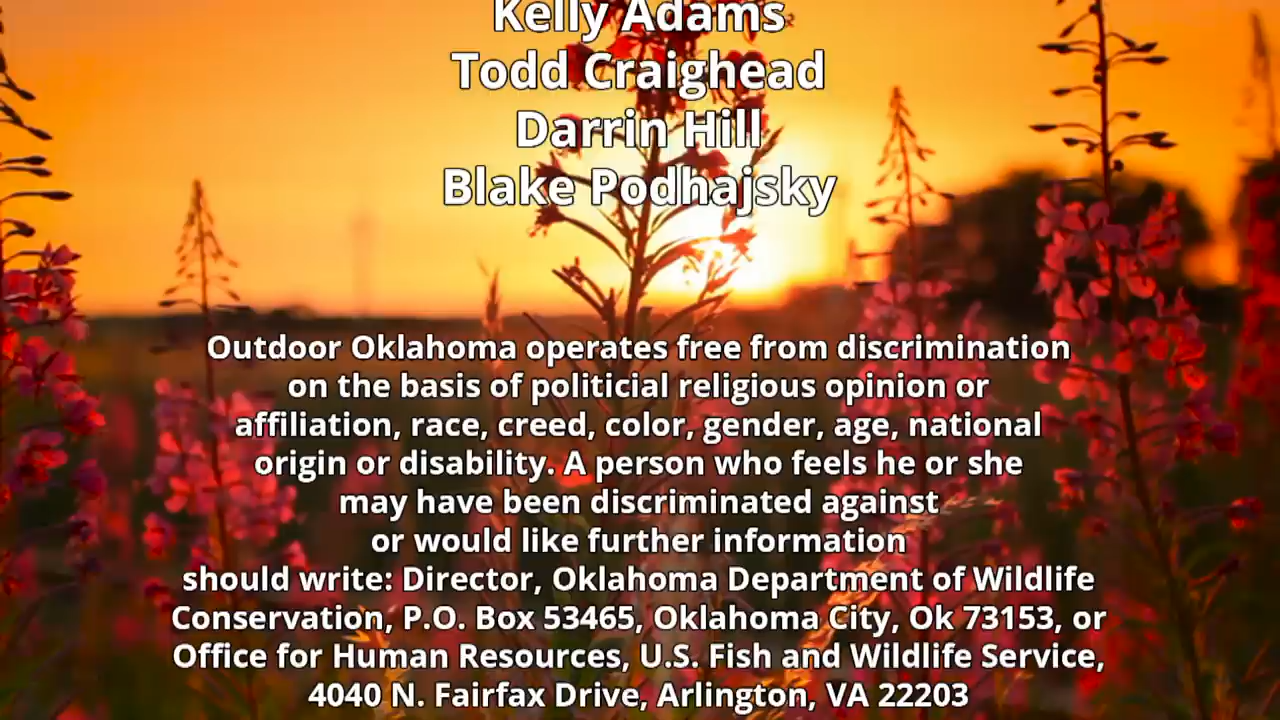 Kelly Adams
Todd Craighead
Darrin Hill
Blake Podhajsky
Outdoor Oklahoma operates free from discrimination
on the basis of politicial religious opinion or
affiliation, race, creed, color, gender, age, national
origin or disability. A person who feels he or she
may have been discriminated against
or would like further information
should write: Director, Oklahoma Department of Wildlife
Conservation, P.O. Box 53465, Oklahoma City, Ok 73153, or
Office for Human Resources, U.S. Fish and Wildlife Service,
4040 N. Fairfax Drive, Arlington, VA 22203